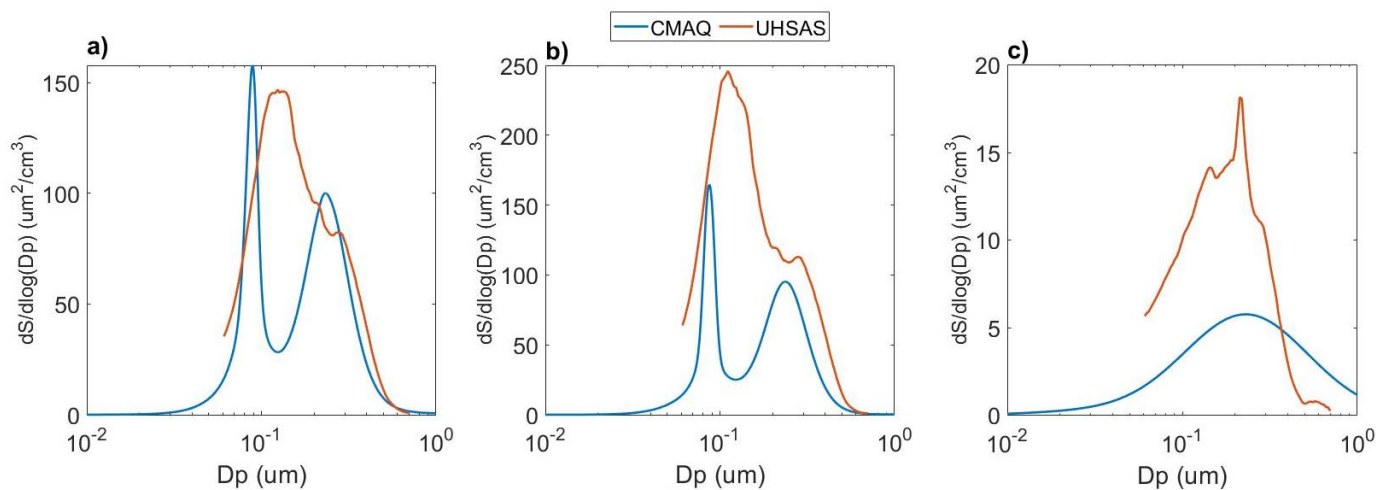 CMAQ UHSAS
a)
150
100
50
0
dS/dlog(Dp) (um²/cm³)
10⁻² 10⁻¹ 10⁰
Dp (um)
b)
250
200
150
100
50
0
dS/dlog(Dp) (um²/cm³)
10⁻² 10⁻¹ 10⁰
Dp (um)
c)
20
15
10
5
0
dS/dlog(Dp) (um²/cm³)
10⁻² 10⁻¹ 10⁰
Dp (um)